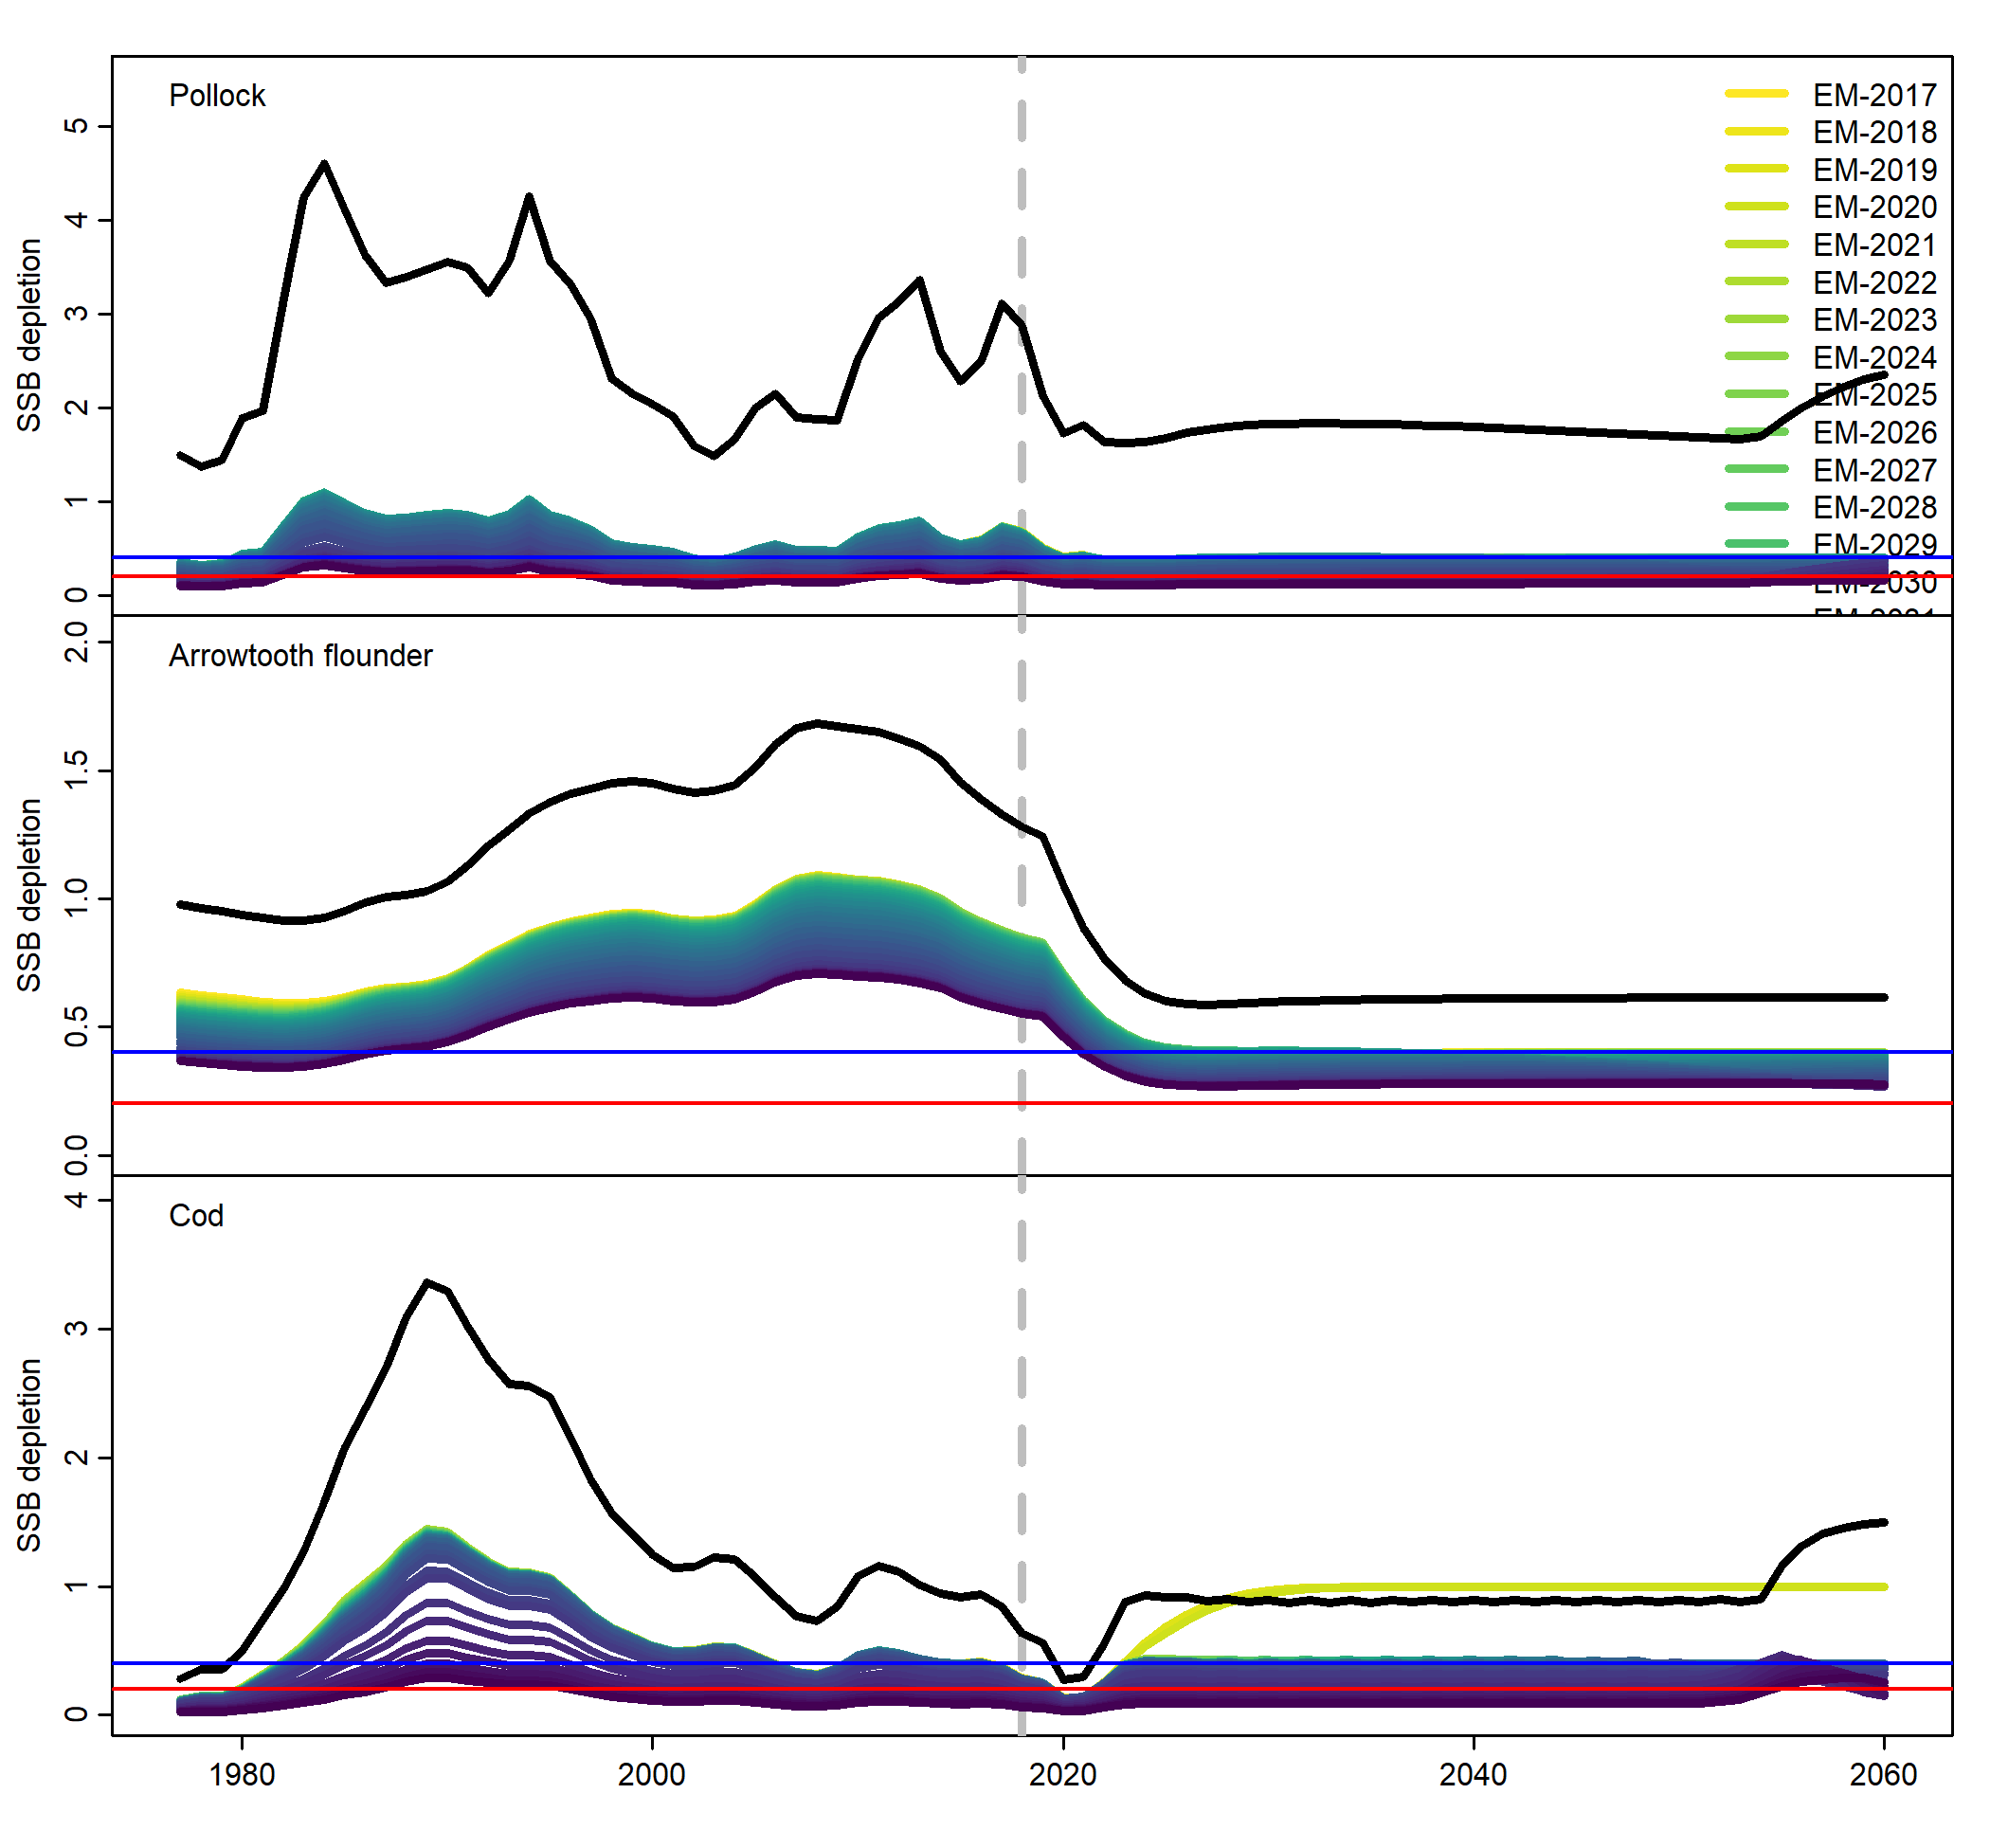 Pollock
EM-2017
EM-2018
EM-2019
EM-2020
EM-2021
EM-2022
EM-2023
EM-2024
EM-2025
EM-2026
EM-2027
EM-2028
EM-2029
EM-2030
SSB depletion
5
4
3
2
1
0
Arrowtooth flounder
SSB depletion
2.0
1.5
1.0
0.5
0.0
Cod
SSB depletion
4
3
2
1
0
1980 2000 2020 2040 2060